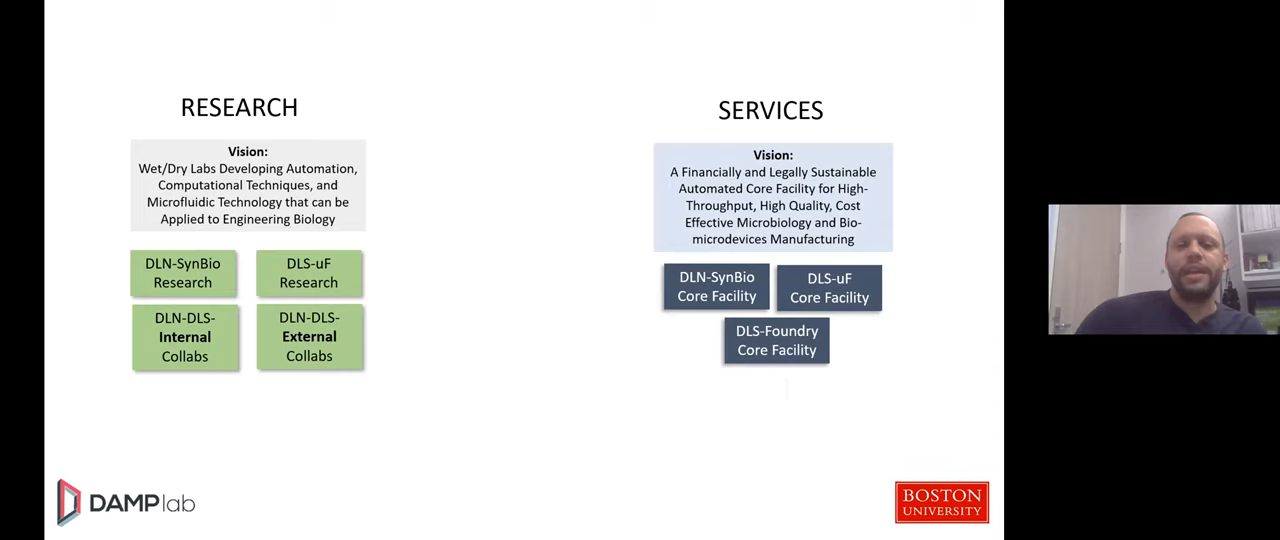 RESEARCH
Vision:
Wet/Dry Labs Developing Automation,
Computational Techniques, and
Microfluidic Technology that can be
Applied to Engineering Biology
DLN-SynBio
Research
DLS-uF
Research
DLN-DLS-
Internal
Collabs
DLN-DLS-
External
Collabs
SERVICES
Vision:
A Financially and Legally Sustainable
Automated Core Facility for High-
Throughput, High Quality, Cost
Effective Microbiology and Bio-
microdevices Manufacturing
DLN-SynBio
Core Facility
DLS-uF
Core Facility
DLS-Foundry
Core Facility
DAMPlab
BOSTON
UNIVERSITY